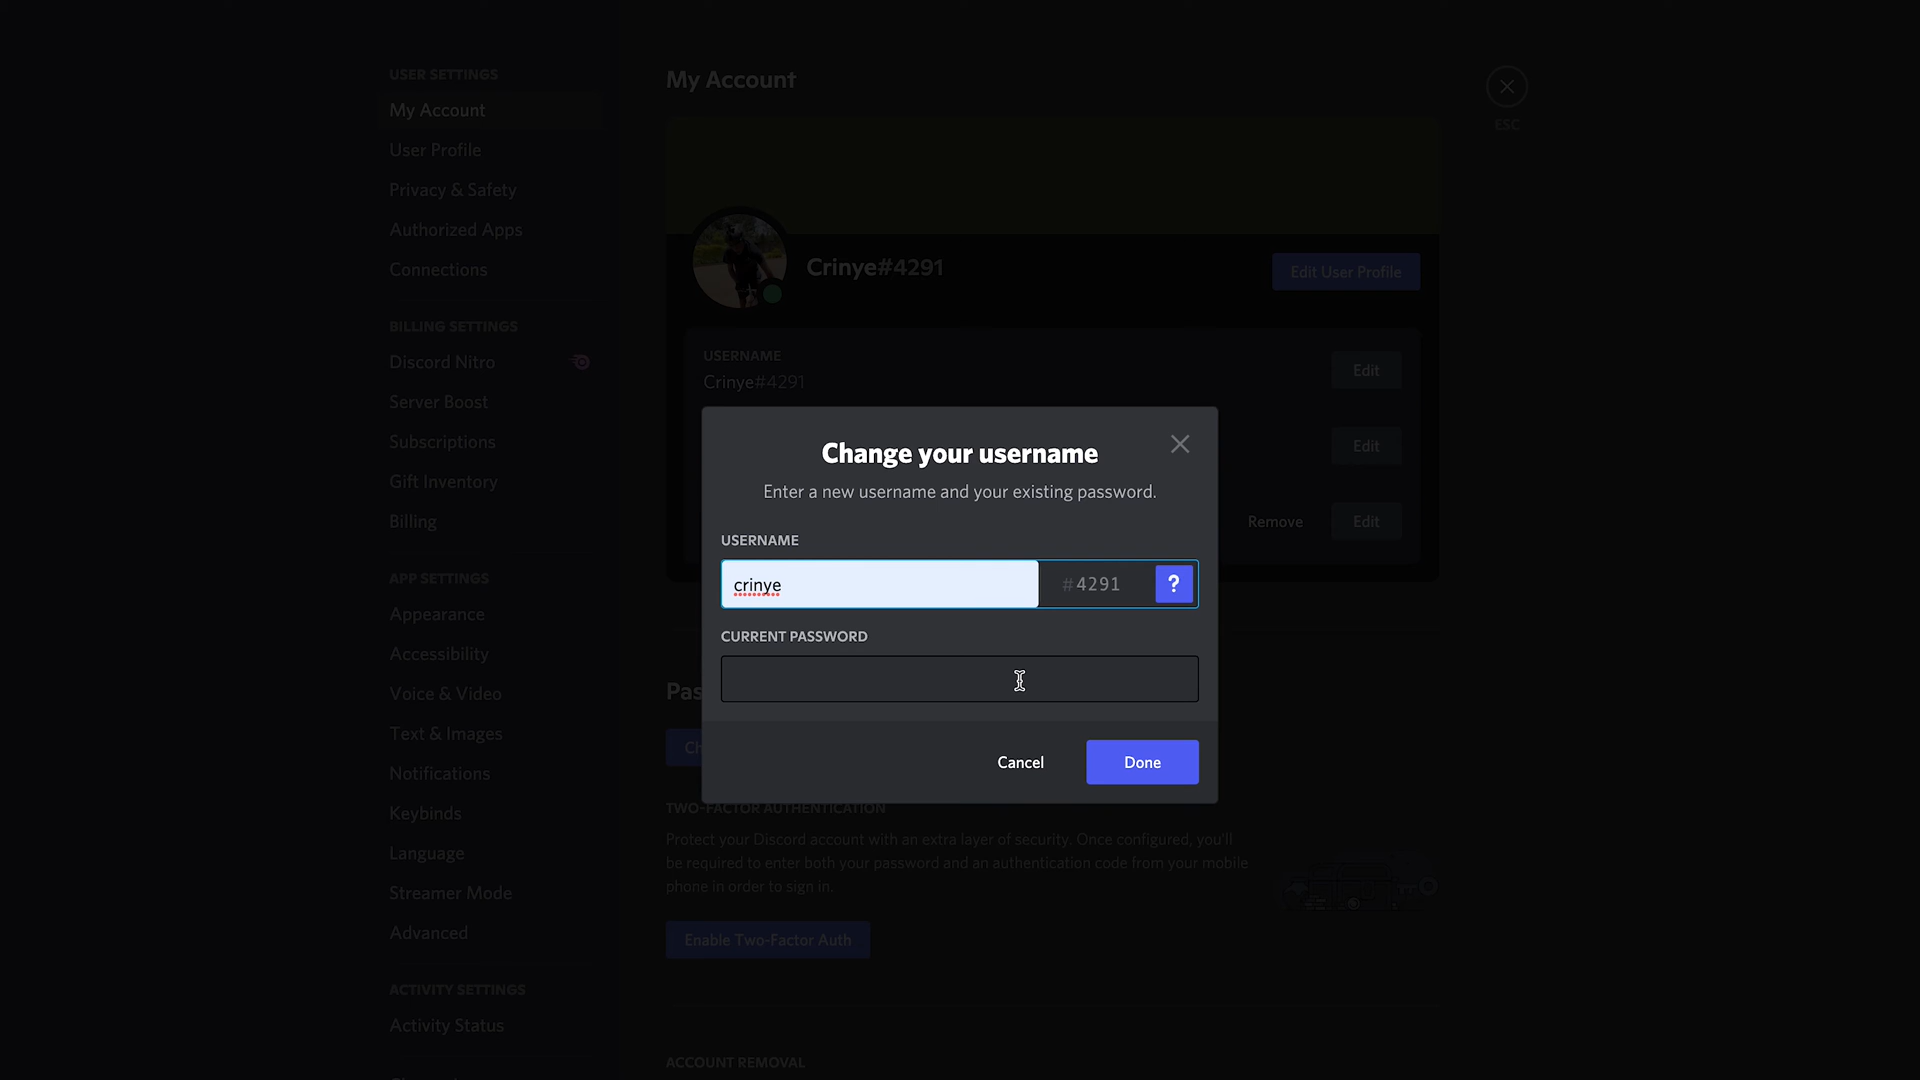 USER SETTINGS
My Account
User Profile
Privacy & Safety
Authorized Apps
Connections
BILLING SETTINGS
Discord Nitro
Server Boost
Subscriptions
Gift Inventory
Billing
APP SETTINGS
Appearance
Accessibility
Voice & Video
Text & Images
Notifications
Keybinds
Language
Streamer Mode
Advanced
ACTIVITY SETTINGS
Activity Status
My Account
ESC
Crinye#4291
Edit User Profile
USERNAME
Crinye#4291
Edit
Edit
Remove
Edit
Change your username
Enter a new username and your existing password.
USERNAME
crinye
#4291
?
CURRENT PASSWORD
Cancel
Done
Pas
Ch
TWO-FACTOR AUTHENTICATION
Protect your Discord account with an extra layer of security. Once configured, you'll
be required to enter both your password and an authentication code from your mobile
phone in order to sign in.
Enable Two-Factor Auth
ACCOUNT REMOVAL